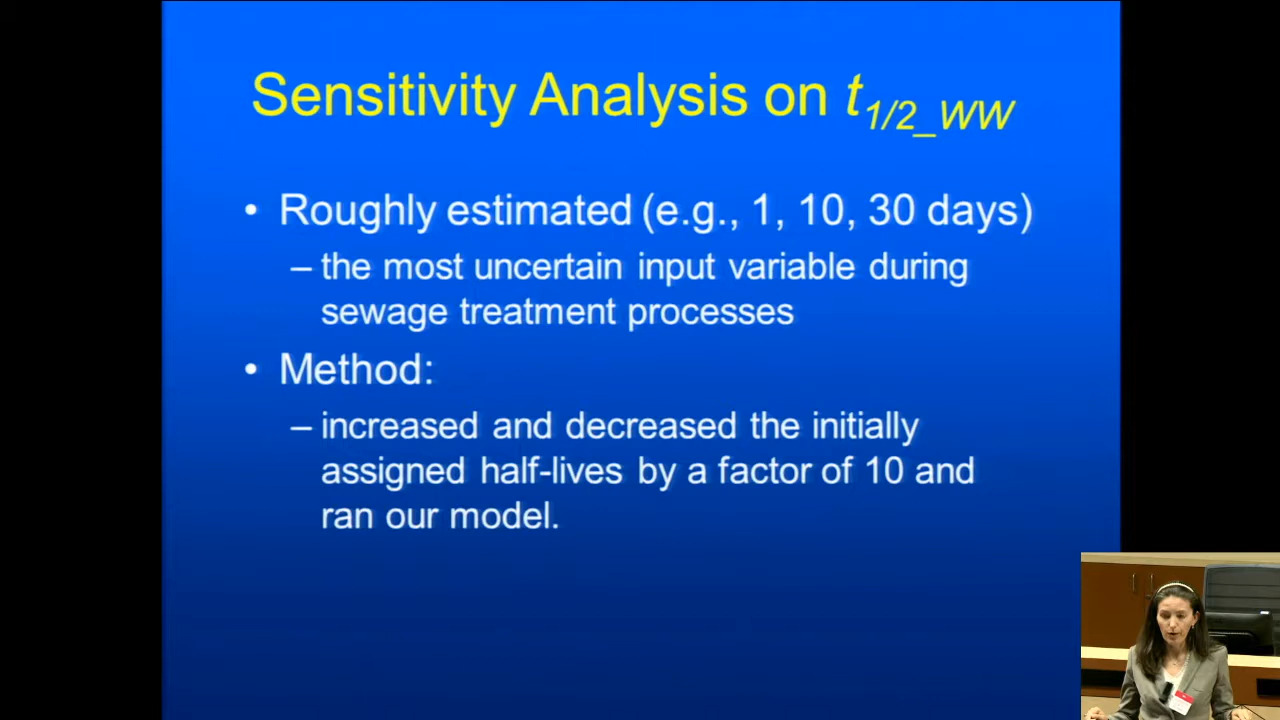 Sensitivity Analysis on t1/2_WW
• Roughly estimated (e.g., 1, 10, 30 days)
– the most uncertain input variable during
sewage treatment processes
• Method:
– increased and decreased the initially
assigned half-lives by a factor of 10 and
ran our model.